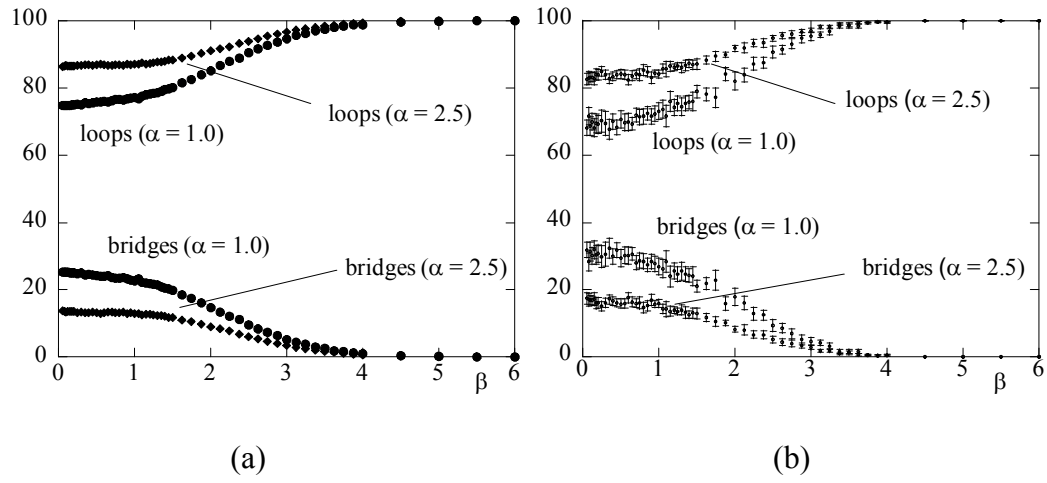 100
80
60
40
20
0
loops (α = 2.5)
loops (α = 1.0)
bridges (α = 1.0)
bridges (α = 2.5)
0 1 2 3 4 5 6
β
(a)
100
80
60
40
20
0
loops (α = 2.5)
loops (α = 1.0)
bridges (α = 1.0)
bridges (α = 2.5)
0 1 2 3 4 5 6
β
(b)